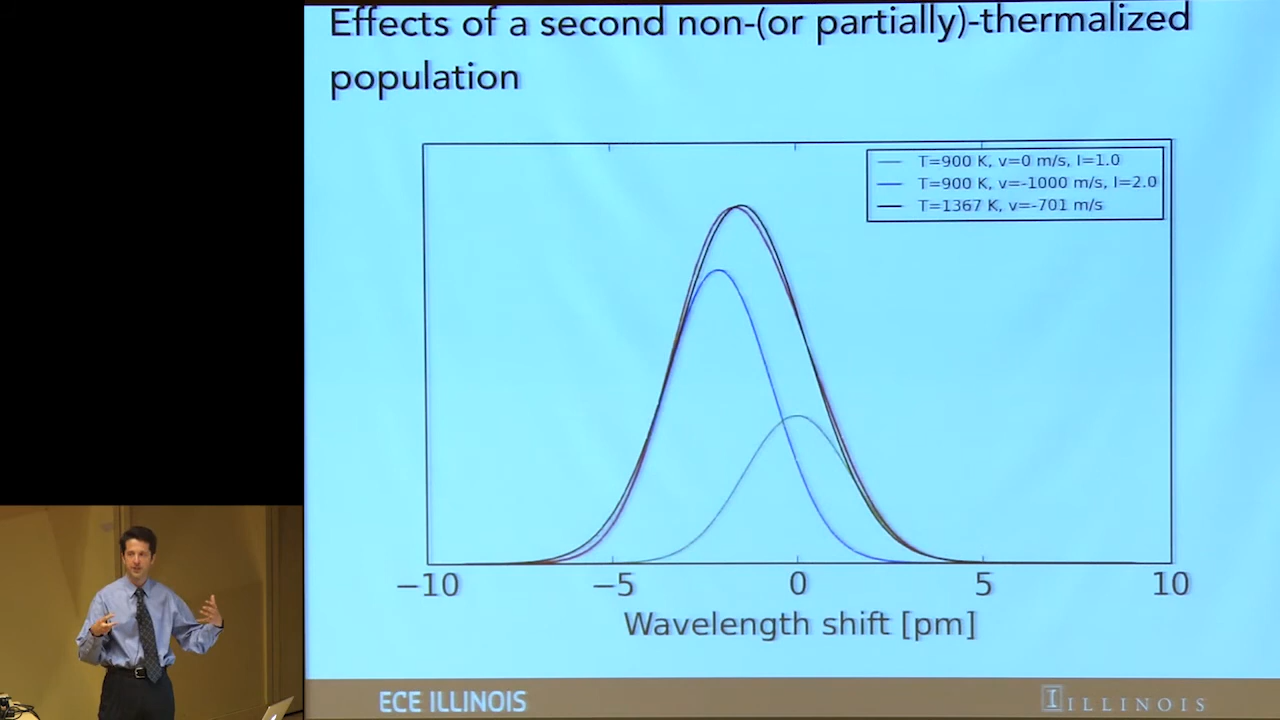 Effects of a second non-(or partially)-thermalized
population
T=900 K, v=0 m/s, I=1.0
T=900 K, v=-1000 m/s, I=2.0
T=1367 K, v=-701 m/s
−10 −5 0 5 10
Wavelength shift [pm]
ECE ILLINOIS
I ILLINOIS